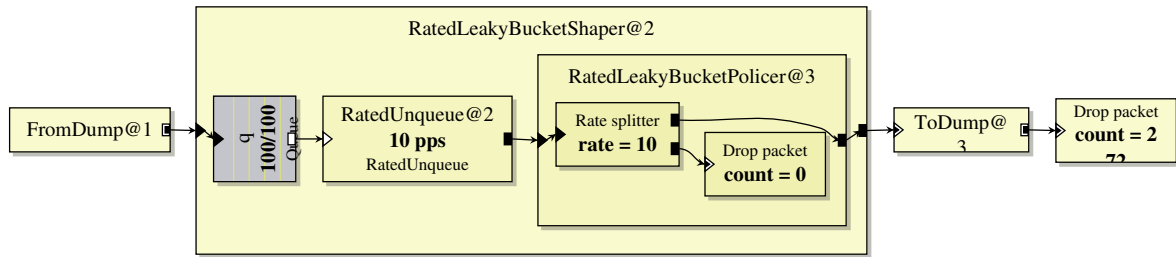 RatedLeakyBucketShaper@2
FromDump@1
q
100/100
Queue
RatedUnqueue@2
10 pps
RatedUnqueue
RatedLeakyBucketPolicer@3
Rate splitter
rate = 10
Drop packet
count = 0
ToDump@
3
Drop packet
count = 2
72